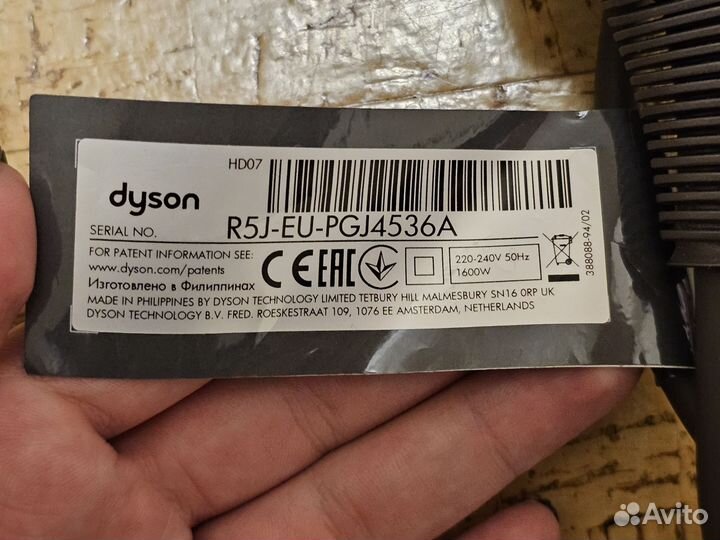 HD07
dyson
SERIAL NO. R5J-EU-PGJ4536A
FOR PATENT INFORMATION SEE:
www.dyson.com/patents
Изготовлено в Филиппинах
CE EAC
220-240V 50Hz
1600W
MADE IN PHILIPPINES BY DYSON TECHNOLOGY LIMITED TETBURY HILL MALMESBURY SN16 0RP UK
DYSON TECHNOLOGY B.V. FRED. ROESKESTRAAT 109, 1076 EE AMSTERDAM, NETHERLANDS
388088-94/02
Avito